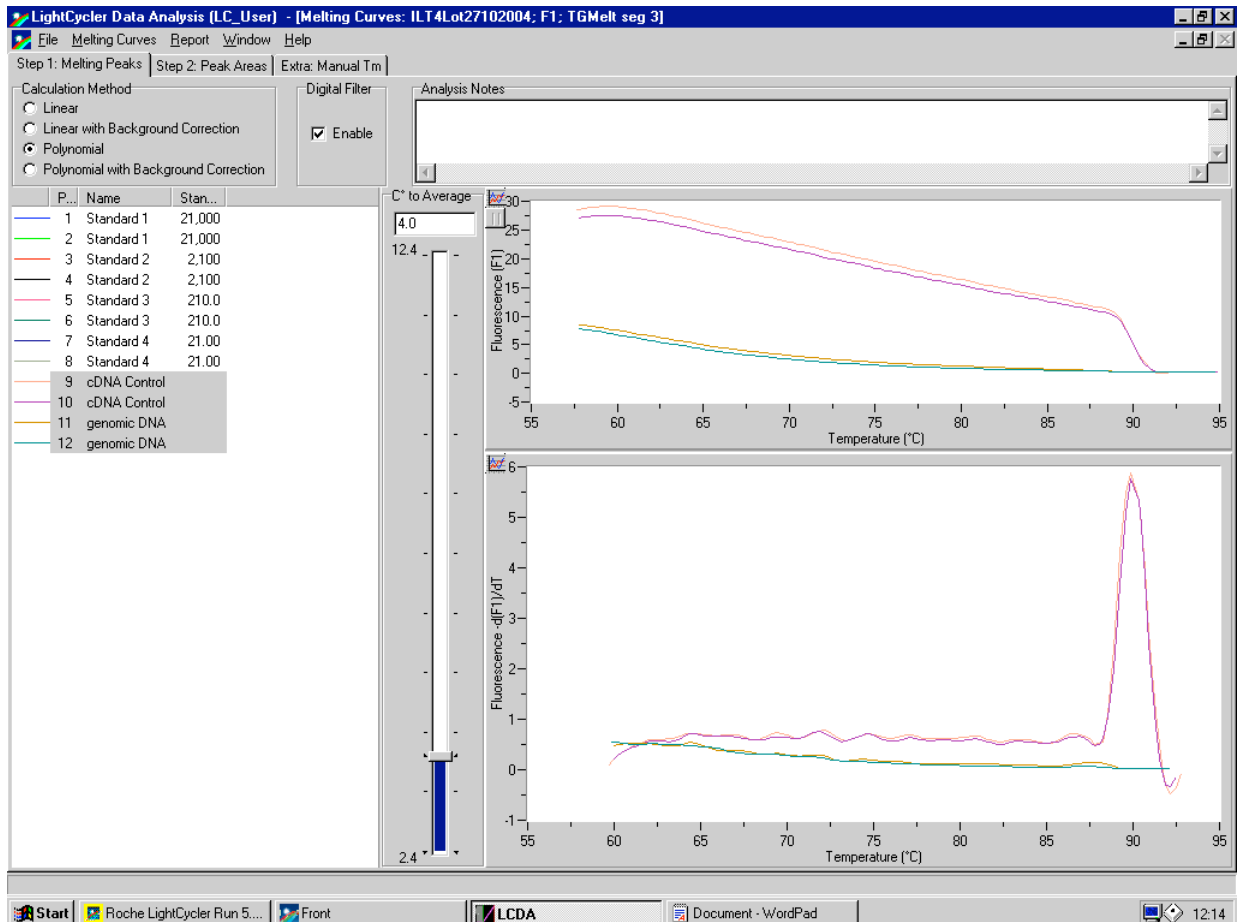 LightCycler Data Analysis (LC_User) - [Melting Curves: ILT4Lot27102004; F1; TGMelt seg 3]
File Melting Curves Report Window Help
Step 1: Melting Peaks Step 2: Peak Areas Extra: Manual Tm
Calculation Method
Linear
Linear with Background Correction
Polynomial
Polynomial with Background Correction
Digital Filter
Enable
Analysis Notes
P... Name Stan...
1 Standard 1 21,000
2 Standard 1 21,000
3 Standard 2 2,100
4 Standard 2 2,100
5 Standard 3 210.0
6 Standard 3 210.0
7 Standard 4 21.00
8 Standard 4 21.00
9 cDNA Control
10 cDNA Control
11 genomic DNA
12 genomic DNA
C° to Average
4.0
12.4
2.4
30
25
20
15
10
5
0
-5
Fluorescence (F1)
55 60 65 70 75 80 85 90 95
Temperature (°C)
6
5
4
3
2
1
0
-1
Fluorescence -d(F1)/dT
55 60 65 70 75 80 85 90 95
Temperature (°C)
Start Roche LightCycler Run 5.... Front LCDA Document - WordPad 12:14